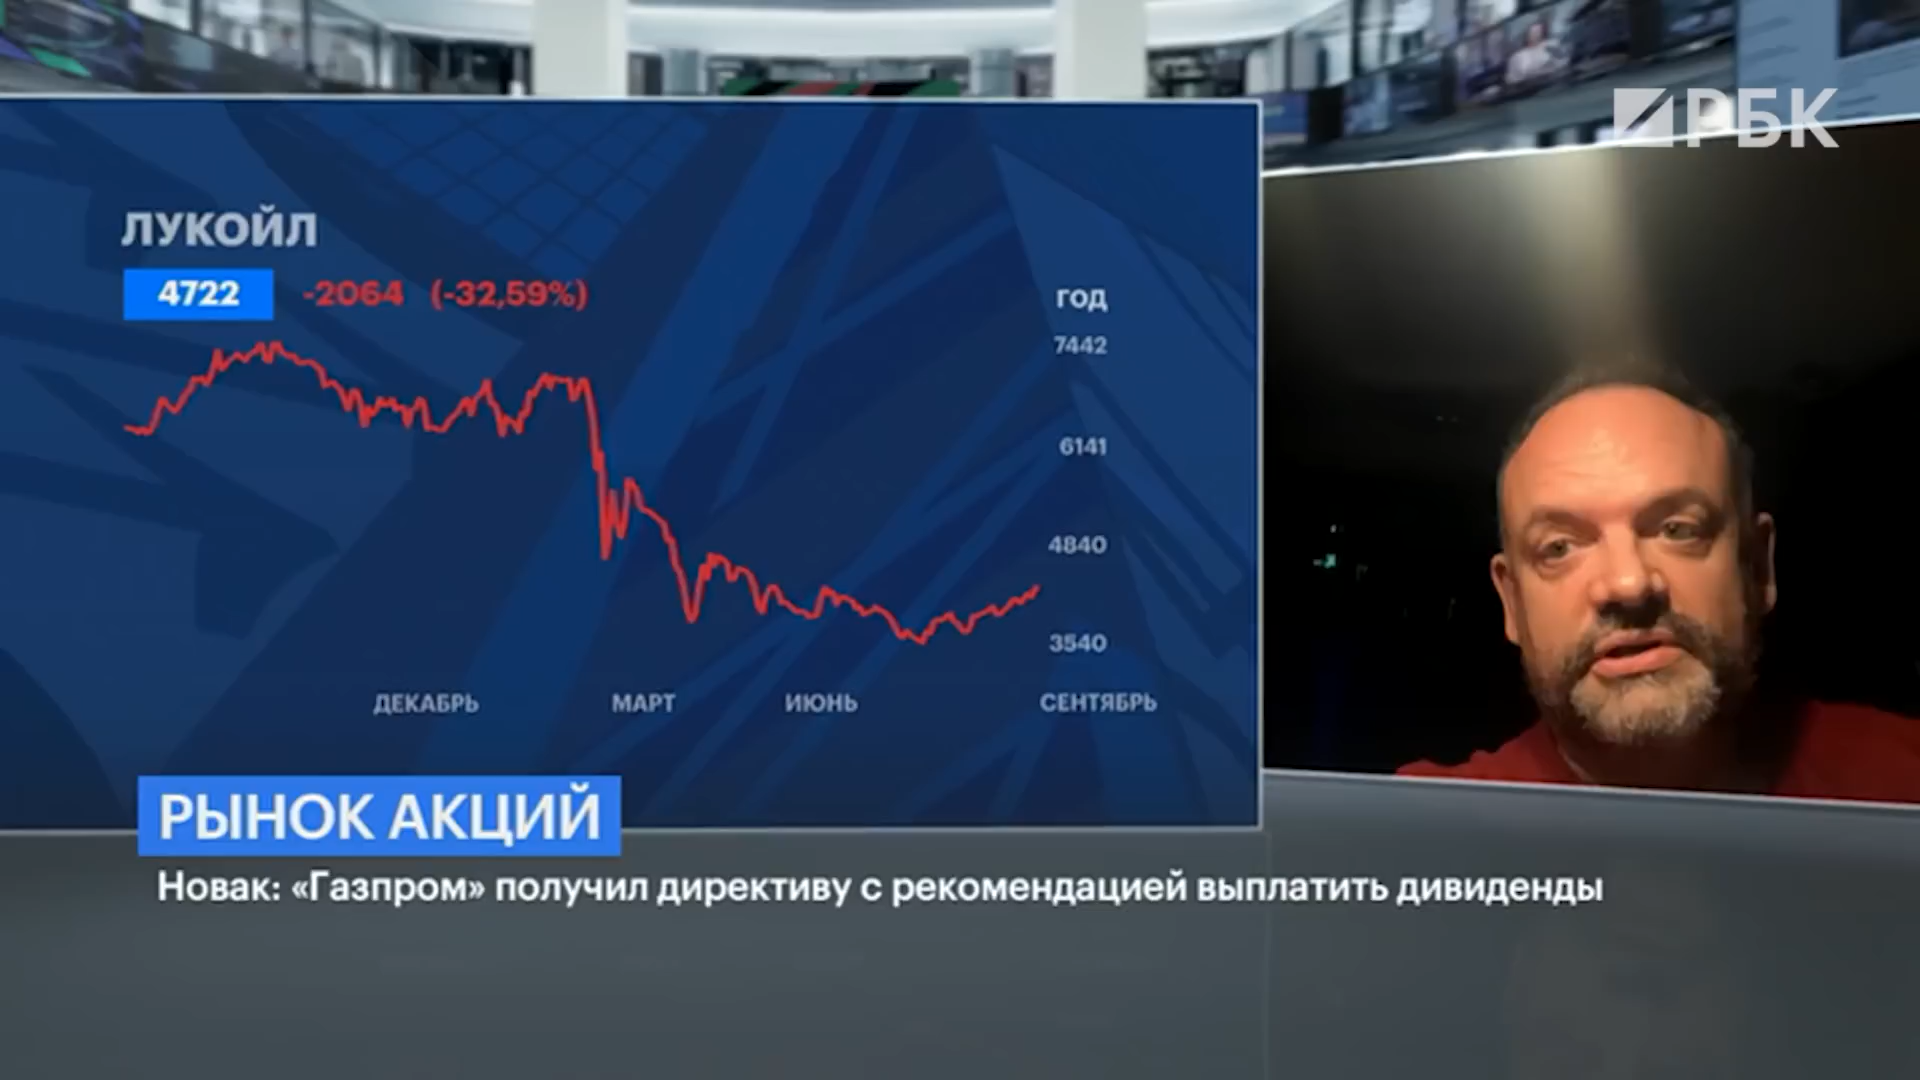 РБК
ЛУКОЙЛ
4722 -2064 (-32,59%)
ГОД
7442
6141
4840
3540
ДЕКАБРЬ МАРТ ИЮНЬ СЕНТЯБРЬ
РЫНОК АКЦИЙ
Новак: «Газпром» получил директиву с рекомендацией выплатить дивиденды